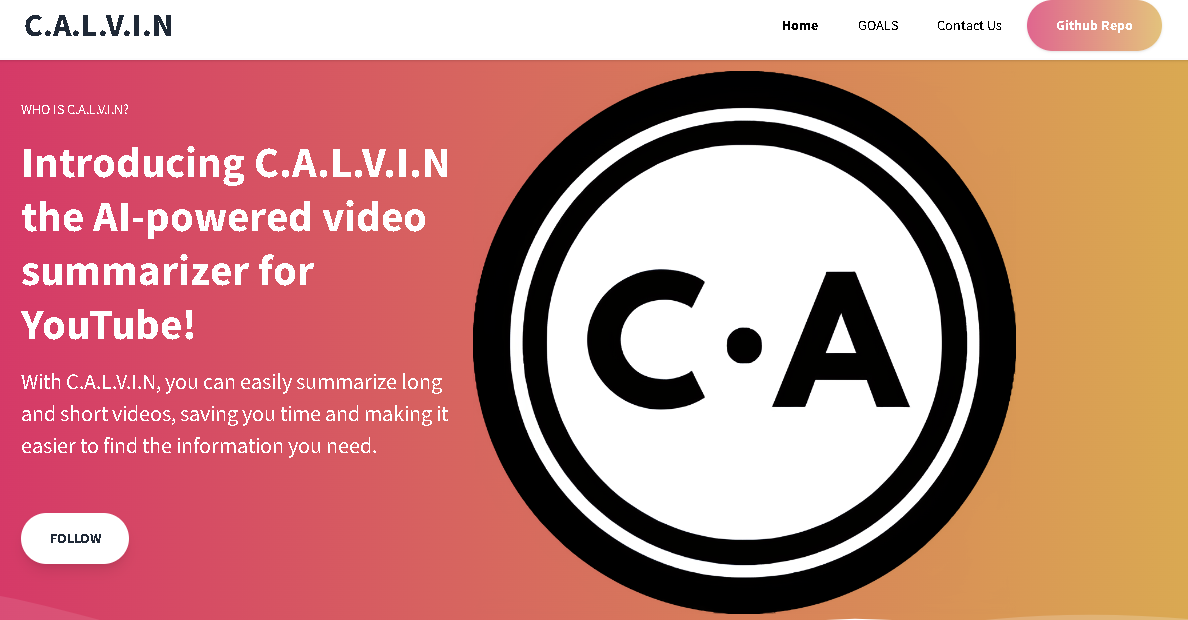 C.A.L.V.I.N
Home GOALS Contact Us Github Repo
WHO IS C.A.L.V.I.N?
Introducing C.A.L.V.I.N
the AI-powered video
summarizer for
YouTube!
With C.A.L.V.I.N, you can easily summarize long
and short videos, saving you time and making it
easier to find the information you need.
FOLLOW
C·A